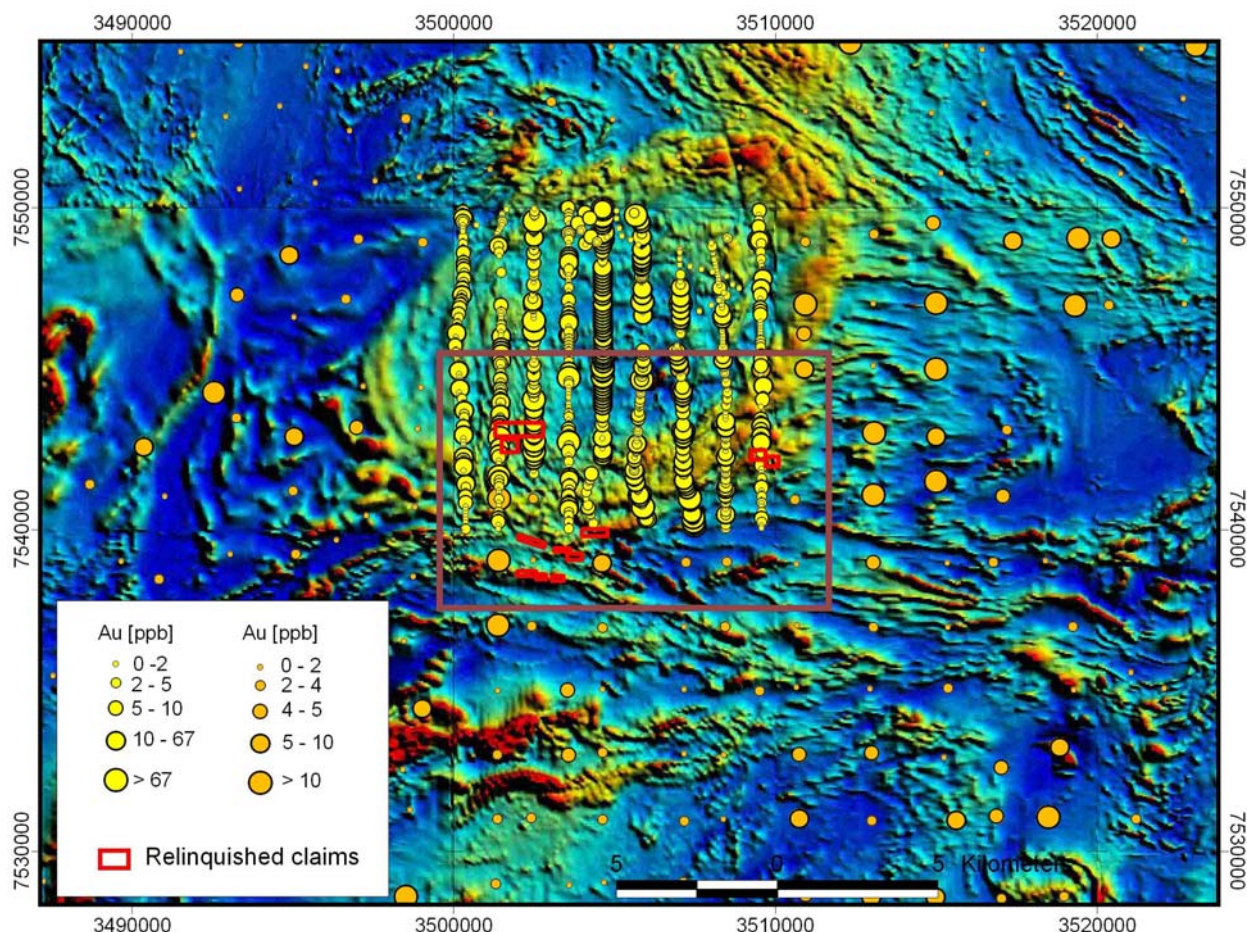 3490000 3500000 3510000 3520000
7550000 7550000
7540000 7540000
7530000 7530000
Au [ppb] Au [ppb]
0 -2 0 - 2
2 - 5 2 - 4
5 - 10 4 - 5
10 - 67 5 - 10
> 67 > 10
Relinquished claims
5 0 5 Kilometers
3490000 3500000 3510000 3520000